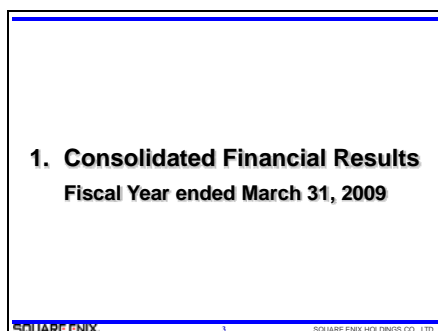 1. Consolidated Financial Results
Fiscal Year ended March 31, 2009
SQUARE ENIX. 3 SQUARE ENIX HOLDINGS CO., LTD